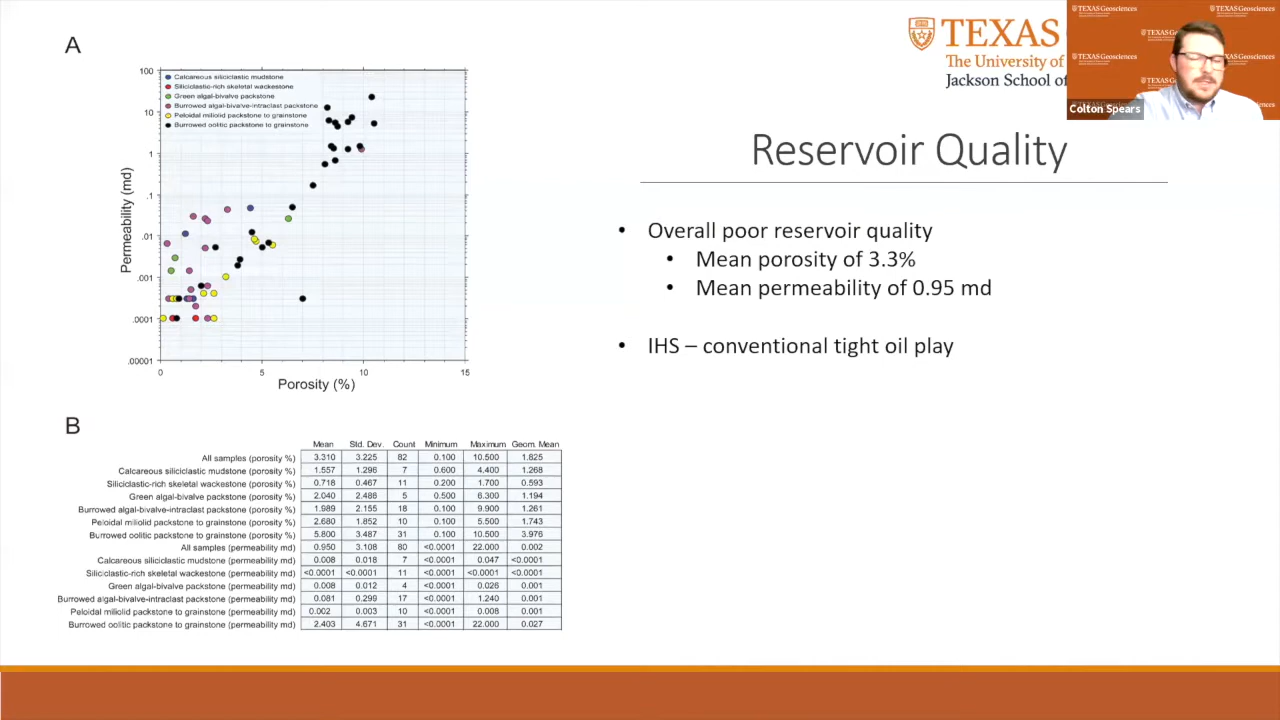 A
100
10
1
.1
.01
.001
.0001
.00001
Permeability (md)
Calcareous siliciclastic mudstone
Siliciclastic-rich skeletal wackestone
Green algal-bivalve packstone
Burrowed algal-bivalve-intraclast packstone
Peloidal miliolid packstone to grainstone
Burrowed oolitic packstone to grainstone
0 5 10 15
Porosity (%)
B
Mean Std. Dev. Count Minimum Maximum Geom. Mean
All samples (porosity %) 3.310 3.225 82 0.100 10.500 1.825
Calcareous siliciclastic mudstone (porosity %) 1.557 1.296 7 0.600 4.400 1.268
Siliciclastic-rich skeletal wackestone (porosity %) 0.718 0.467 11 0.200 1.700 0.593
Green algal-bivalve packstone (porosity %) 2.040 2.488 5 0.500 6.300 1.194
Burrowed algal-bivalve-intraclast packstone (porosity %) 1.989 2.155 18 0.100 9.900 1.261
Peloidal miliolid packstone to grainstone (porosity %) 2.680 1.852 10 0.100 5.500 1.743
Burrowed oolitic packstone to grainstone (porosity %) 5.800 3.487 31 0.100 10.500 3.976
All samples (permeability md) 0.950 3.108 80 <0.0001 22.000 0.002
Calcareous siliciclastic mudstone (permeability md) 0.008 0.018 7 <0.0001 0.047 <0.0001
Siliciclastic-rich skeletal wackestone (permeability md) <0.0001 <0.0001 11 <0.0001 <0.0001 <0.0001
Green algal-bivalve packstone (permeability md) 0.008 0.012 4 <0.0001 0.026 0.001
Burrowed algal-bivalve-intraclast packstone (permeability md) 0.081 0.299 17 <0.0001 1.240 0.001
Peloidal miliolid packstone to grainstone (permeability md) 0.002 0.003 10 <0.0001 0.008 0.001
Burrowed oolitic packstone to grainstone (permeability md) 2.403 4.671 31 <0.0001 22.000 0.027
TEXAS
The University of
Jackson School of
TEXAS Geosciences
TEXAS Geosciences
TEXAS Geosciences
Colton Spears
Reservoir Quality
• Overall poor reservoir quality
• Mean porosity of 3.3%
• Mean permeability of 0.95 md
• IHS – conventional tight oil play